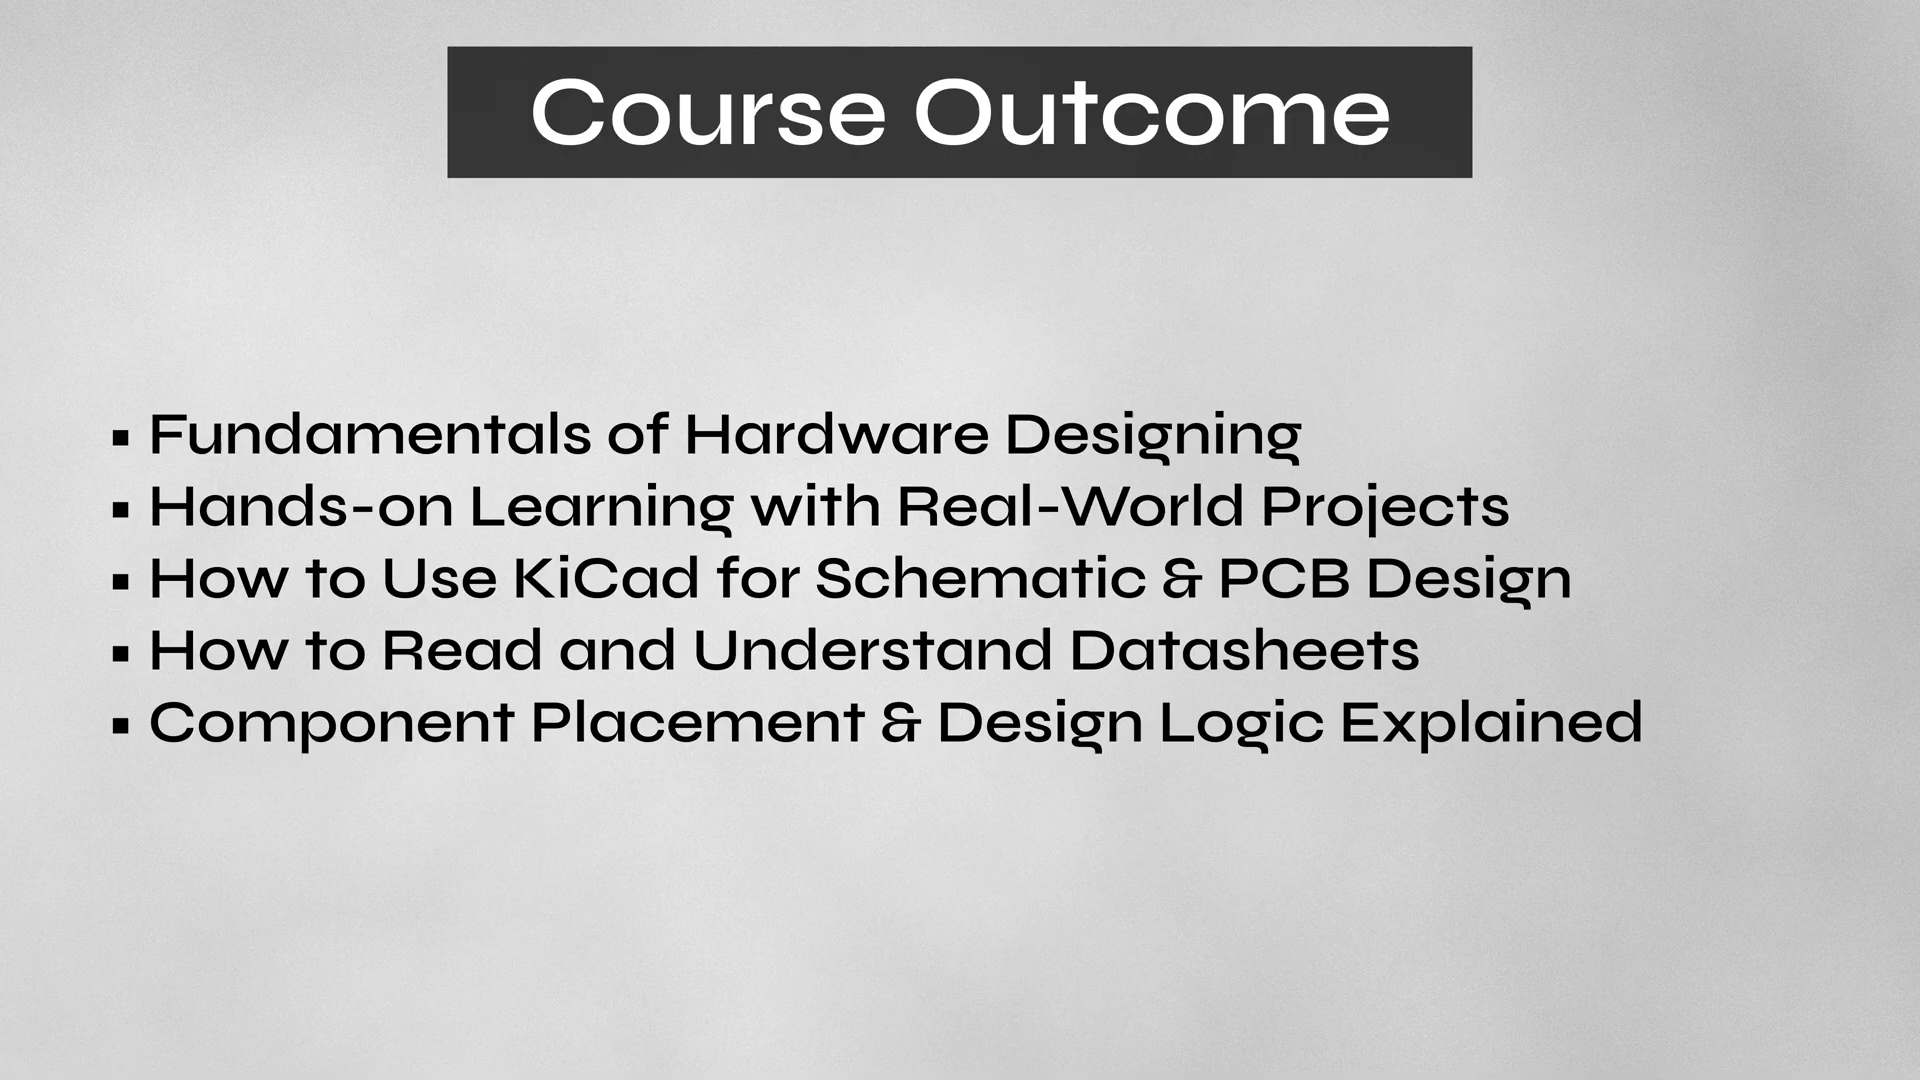 Course Outcome
▪ Fundamentals of Hardware Designing
▪ Hands-on Learning with Real-World Projects
▪ How to Use KiCad for Schematic & PCB Design
▪ How to Read and Understand Datasheets
▪ Component Placement & Design Logic Explained